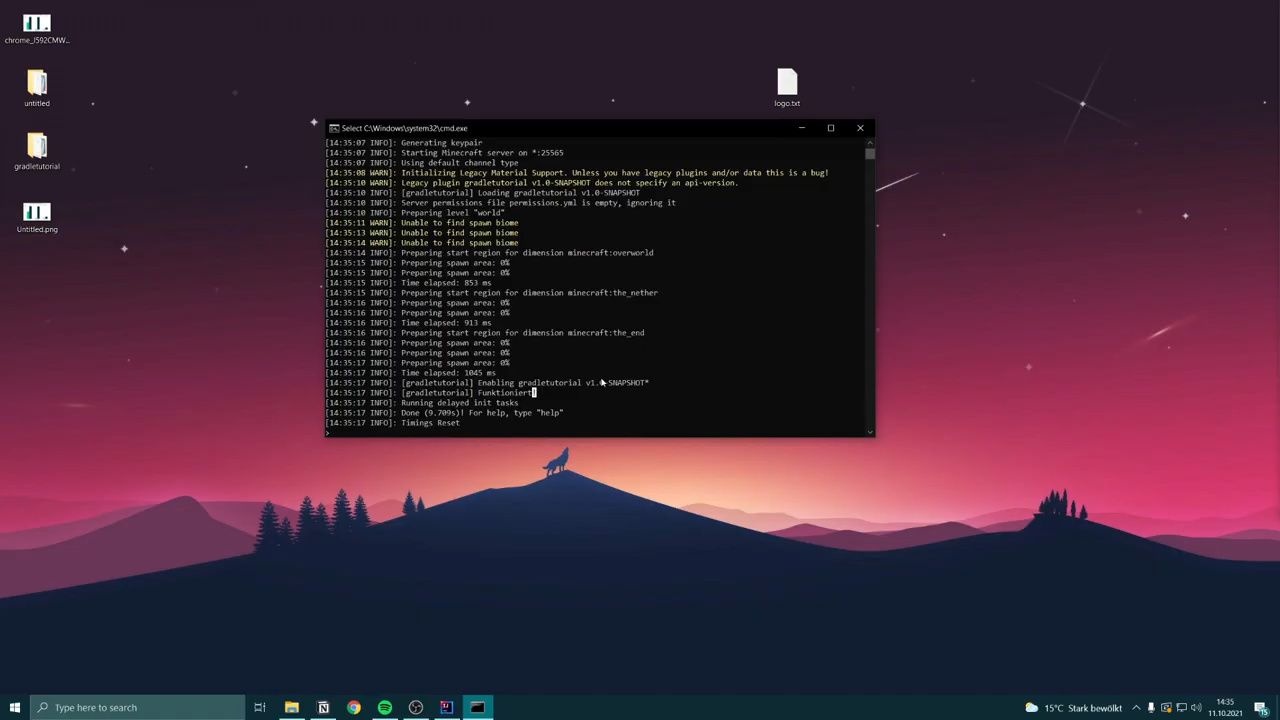 chrome_i592CMW...
untitled
gradletutorial
Untitled.png
logo.txt
Select C:\Windows\system32\cmd.exe
[14:35:07 INFO]: Generating keypair
[14:35:07 INFO]: Starting Minecraft server on *:25565
[14:35:07 INFO]: Using default channel type
[14:35:08 WARN]: Initializing Legacy Material Support. Unless you have legacy plugins and/or data this is a bug!
[14:35:10 WARN]: Legacy plugin gradletutorial v1.0-SNAPSHOT does not specify an api-version.
[14:35:10 INFO]: [gradletutorial] Loading gradletutorial v1.0-SNAPSHOT
[14:35:10 INFO]: Server permissions file permissions.yml is empty, ignoring it
[14:35:10 INFO]: Preparing level "world"
[14:35:11 WARN]: Unable to find spawn biome
[14:35:13 WARN]: Unable to find spawn biome
[14:35:14 WARN]: Unable to find spawn biome
[14:35:14 INFO]: Preparing start region for dimension minecraft:overworld
[14:35:15 INFO]: Preparing spawn area: 0%
[14:35:15 INFO]: Preparing spawn area: 0%
[14:35:15 INFO]: Time elapsed: 853 ms
[14:35:15 INFO]: Preparing start region for dimension minecraft:the_nether
[14:35:16 INFO]: Preparing spawn area: 0%
[14:35:16 INFO]: Preparing spawn area: 0%
[14:35:16 INFO]: Time elapsed: 913 ms
[14:35:16 INFO]: Preparing start region for dimension minecraft:the_end
[14:35:16 INFO]: Preparing spawn area: 0%
[14:35:16 INFO]: Preparing spawn area: 0%
[14:35:17 INFO]: Preparing spawn area: 0%
[14:35:17 INFO]: Time elapsed: 1045 ms
[14:35:17 INFO]: [gradletutorial] Enabling gradletutorial v1.0-SNAPSHOT*
[14:35:17 INFO]: [gradletutorial] Funktioniert!
[14:35:17 INFO]: Running delayed init tasks
[14:35:17 INFO]: Done (9.709s)! For help, type "help"
[14:35:17 INFO]: Timings Reset
>
Type here to search
15°C Stark bewölkt
14:35
11.10.2021
15